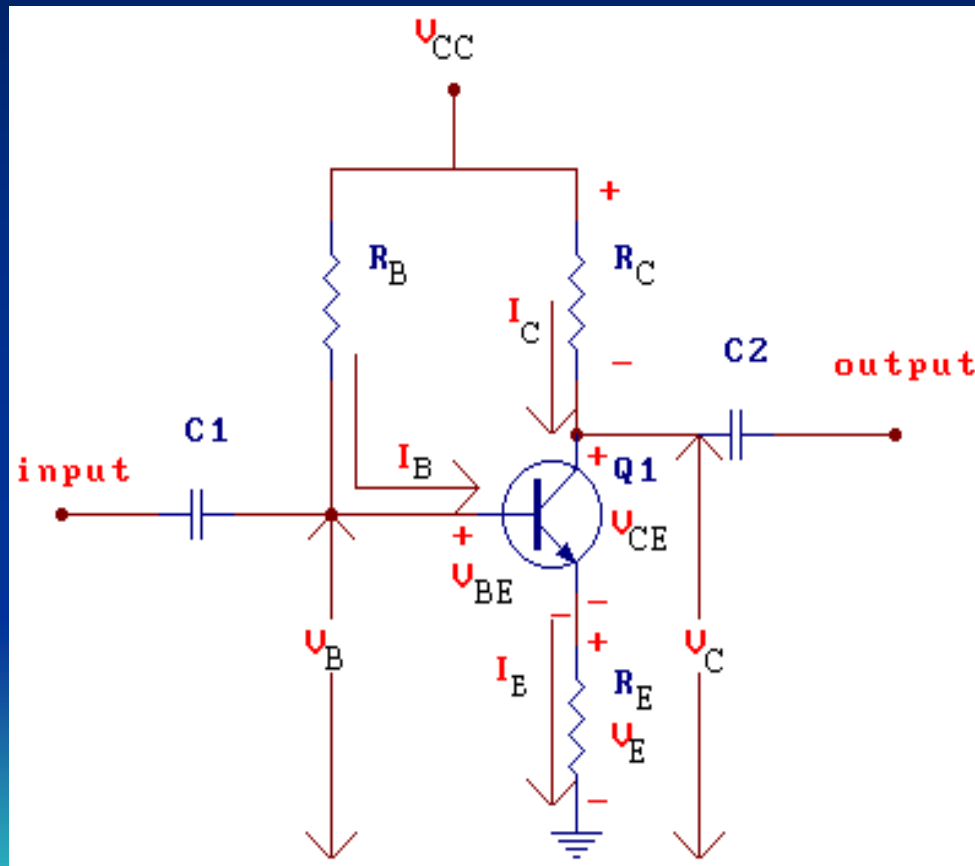 VCC
+
RB
RC
IC
−
C2
output
C1
input
IB
+
Q1
VCE
+
VBE
−
−
+
VB
IE
RE
VE
VC
−